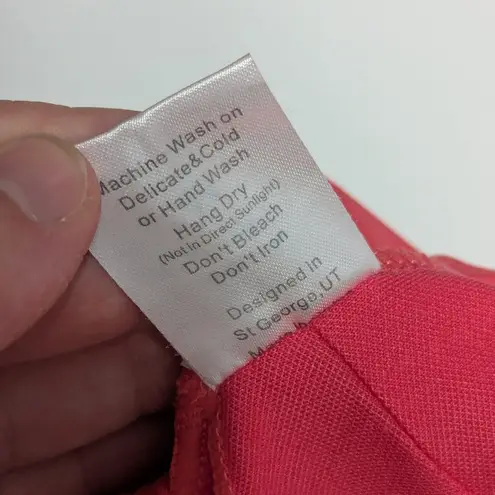 Machine Wash on
Delicate&Cold
or Hand Wash
Hang Dry
(Not in Direct Sunlight)
Don't Bleach
Don't Iron
Designed in
St George,UT